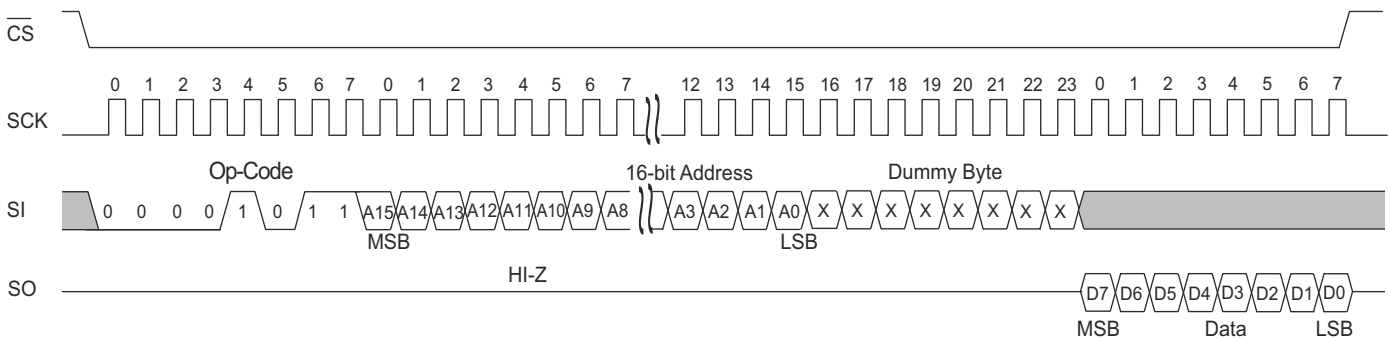 CS
0 1 2 3 4 5 6 7 0 1 2 3 4 5 6 7 12 13 14 15 16 17 18 19 20 21 22 23 0 1 2 3 4 5 6 7
SCK
Op-Code 16-bit Address Dummy Byte
SI 0 0 0 0 1 0 1 1 A15 A14 A13 A12 A11 A10 A9 A8 A3 A2 A1 A0 X X X X X X X X
MSB LSB
HI-Z
SO D7 D6 D5 D4 D3 D2 D1 D0
MSB Data LSB